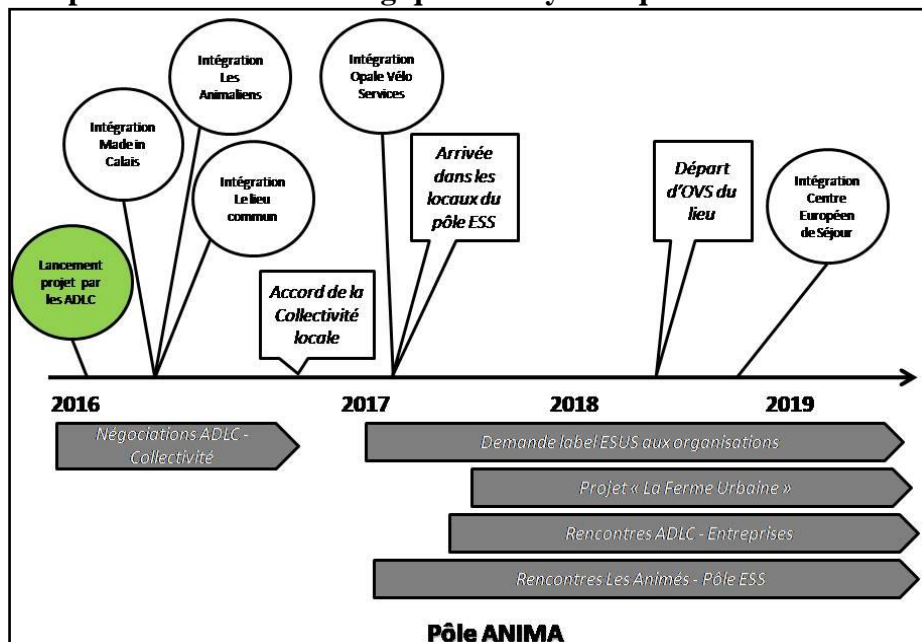 Intégration
Les
Animaliens
Intégration
Opale Vélo
Services
Intégration
Made in
Calais
Intégration
Le lieu
commun
Arrivée
dans les
locaux du
pôle ESS
Départ
d'OVS du
lieu
Intégration
Centre
Européen
de Séjour
Lancement
projet par
les ADLC
Accord de la
Collectivité
locale
2016
2017
2018
2019
Négociations ADLC -
Collectivité
Demande label ESUS aux organisations
Projet « La Ferme Urbaine »
Rencontres ADLC - Entreprises
Rencontres Les Animés - Pôle ESS
Pôle ANIMA